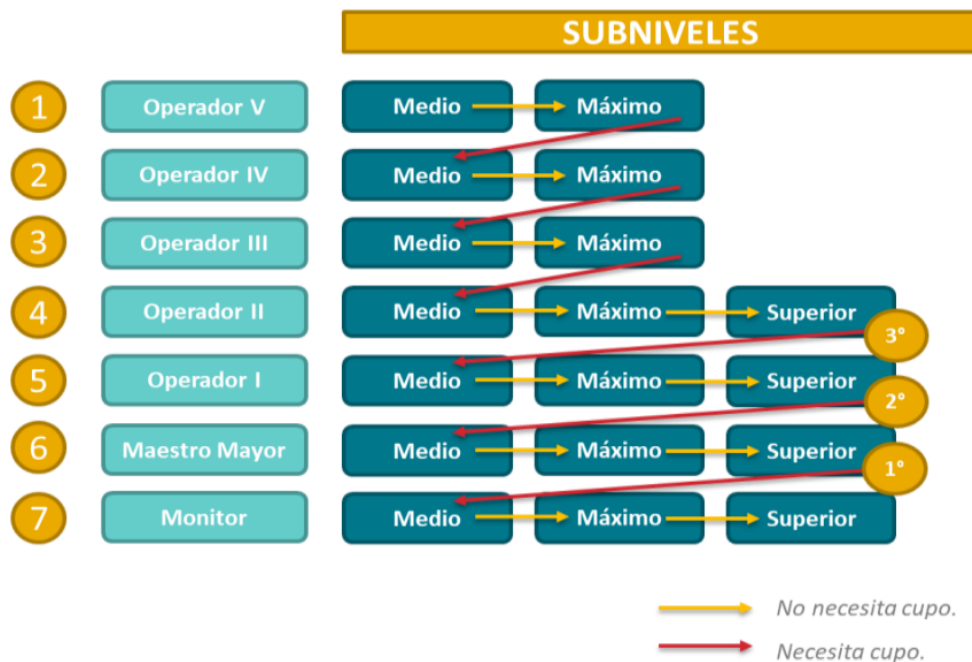 SUBNIVELES
1 Operador V Medio Máximo
2 Operador IV Medio Máximo
3 Operador III Medio Máximo
4 Operador II Medio Máximo Superior
3°
5 Operador I Medio Máximo Superior
2°
6 Maestro Mayor Medio Máximo Superior
1°
7 Monitor Medio Máximo Superior
No necesita cupo.
Necesita cupo.